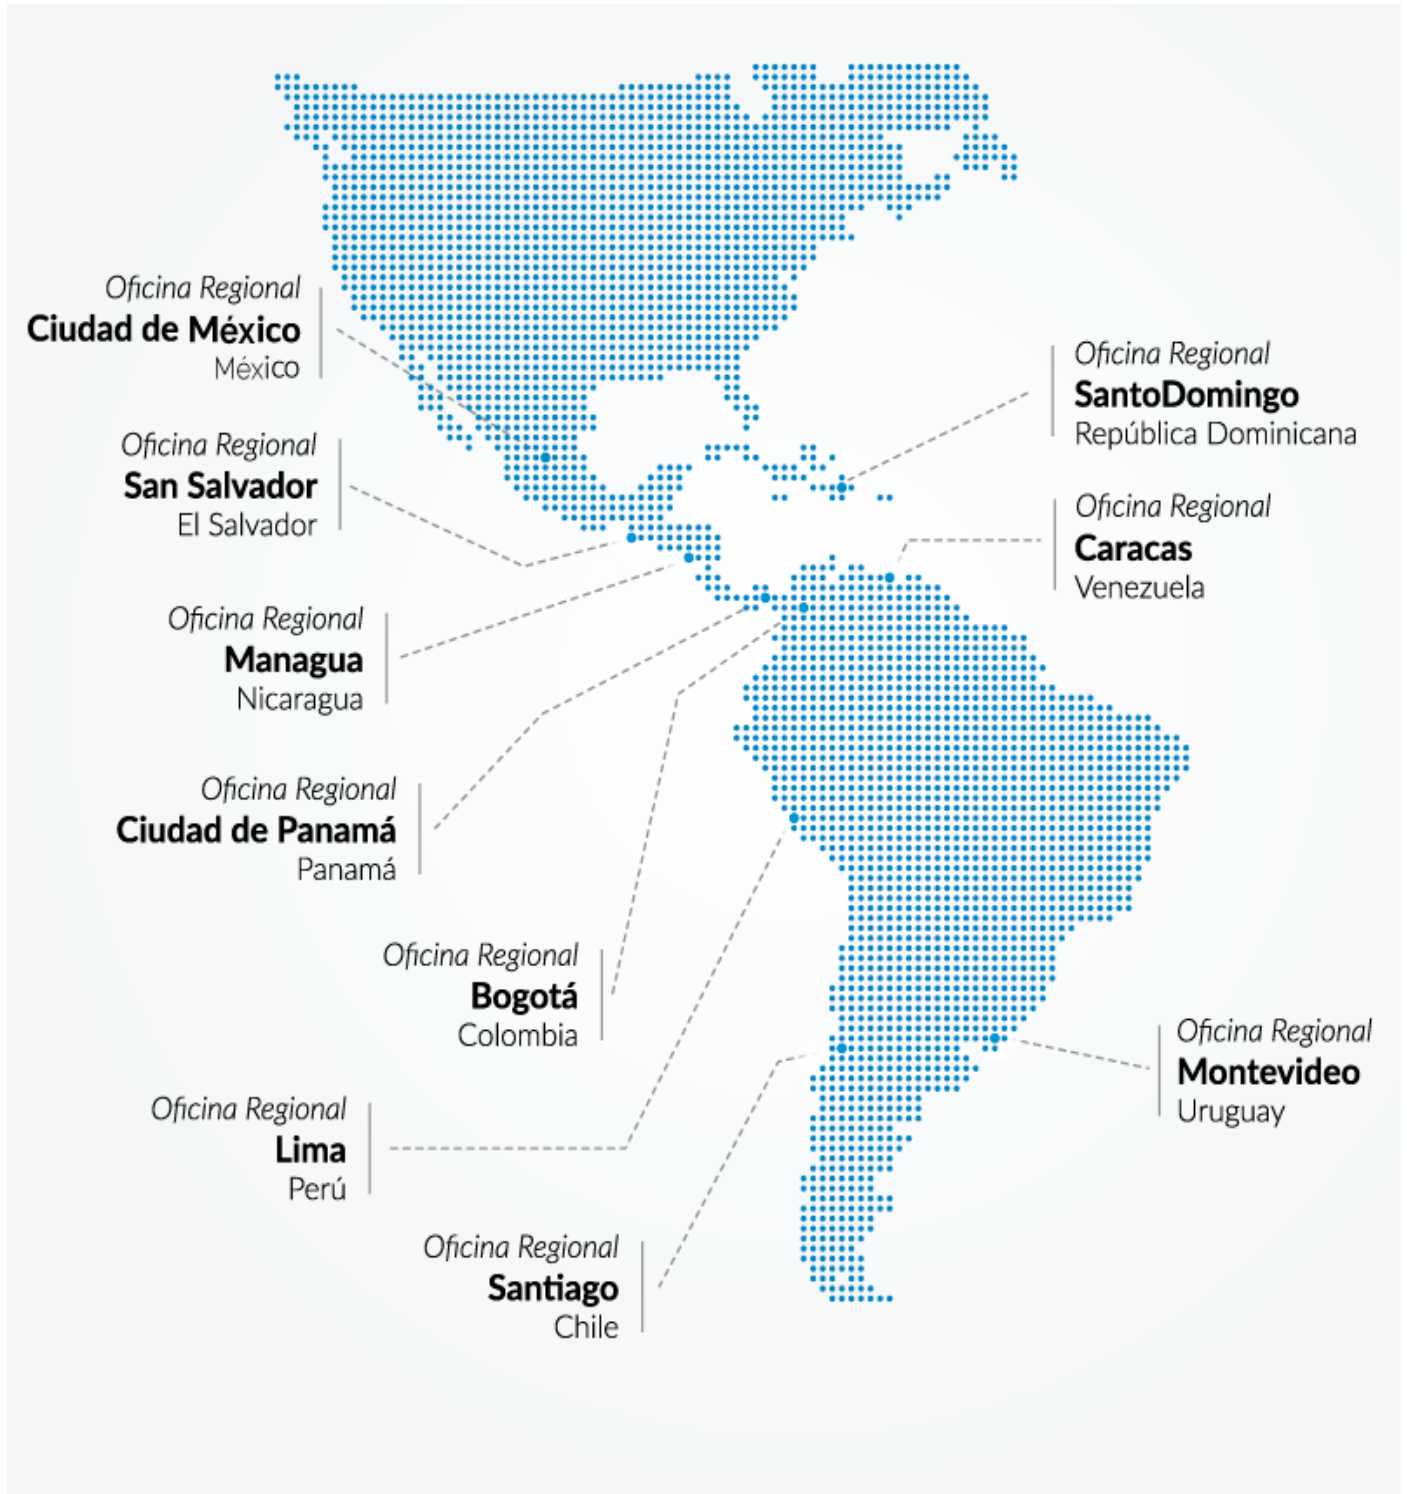 Oficina Regional
Ciudad de México
México
Oficina Regional
San Salvador
El Salvador
Oficina Regional
Managua
Nicaragua
Oficina Regional
Ciudad de Panamá
Panamá
Oficina Regional
Bogotá
Colombia
Oficina Regional
Lima
Perú
Oficina Regional
Santiago
Chile
Oficina Regional
SantoDomingo
República Dominicana
Oficina Regional
Caracas
Venezuela
Oficina Regional
Montevideo
Uruguay